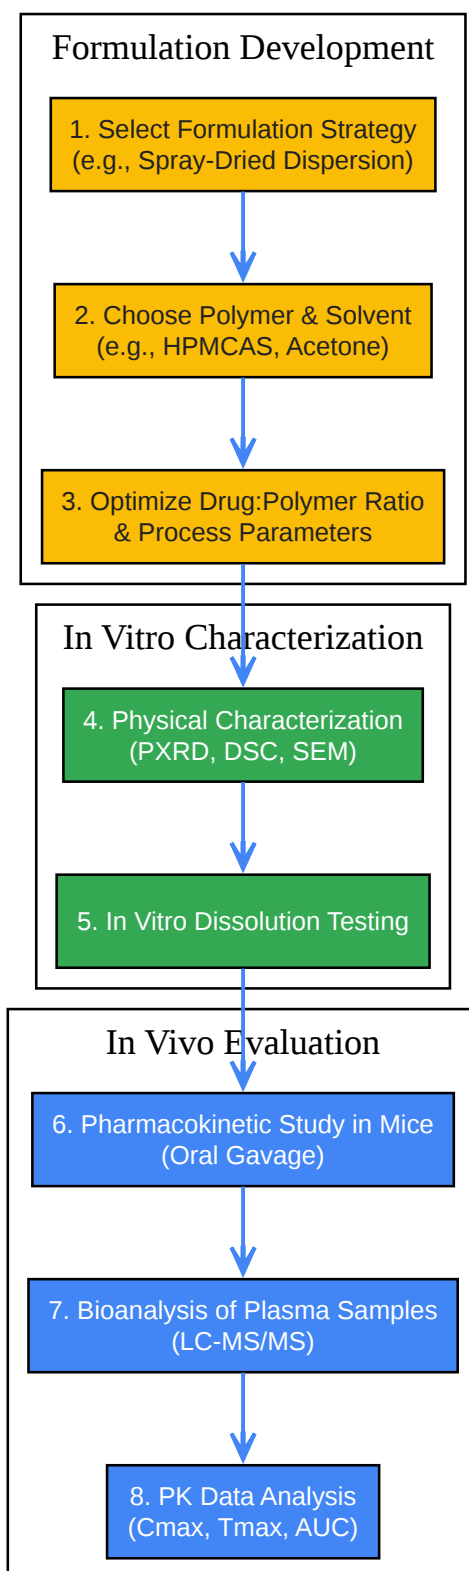 Formulation Development
1. Select Formulation Strategy
(e.g., Spray-Dried Dispersion)
2. Choose Polymer & Solvent
(e.g., HPMCAS, Acetone)
3. Optimize Drug:Polymer Ratio
& Process Parameters
In Vitro Characterization
4. Physical Characterization
(PXRD, DSC, SEM)
5. In Vitro Dissolution Testing
In Vivo Evaluation
6. Pharmacokinetic Study in Mice
(Oral Gavage)
7. Bioanalysis of Plasma Samples
(LC-MS/MS)
8. PK Data Analysis
(Cmax, Tmax, AUC)